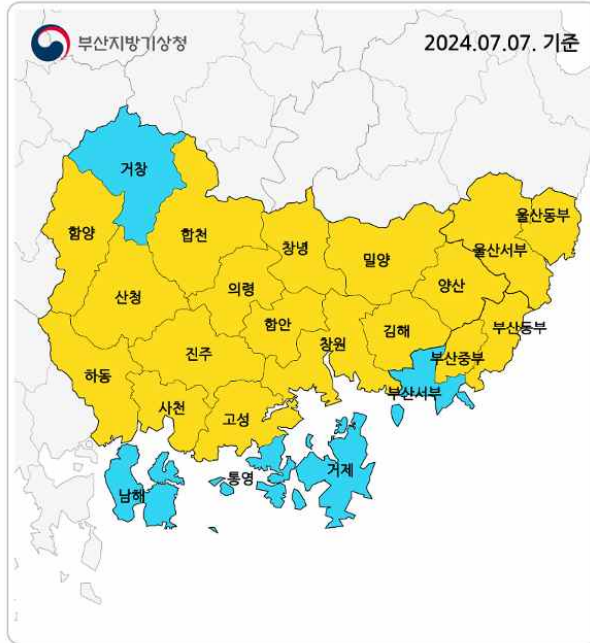 부산지방기상청
2024.07.07. 기준
거창
함양
합천
창녕
밀양
울산동부
울산서부
산청
의령
양산
함안
창원
김해
부산동부
진주
부산중부
하동
사천
고성
부산서부
남해
통영
거제